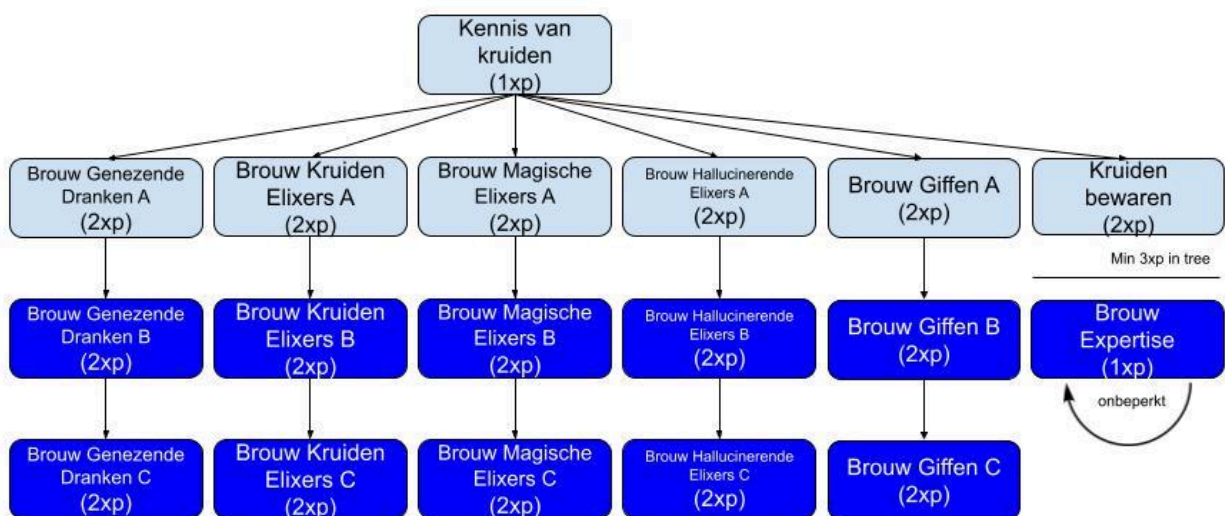 Kennis van
kruiden
(1xp)
Brouw Genezende
Dranken A
(2xp)
Brouw Kruiden
Elixers A
(2xp)
Brouw Magische
Elixers A
(2xp)
Brouw Hallucinerende
Elixers A
(2xp)
Brouw Giffen A
(2xp)
Kruiden
bewaren
(2xp)
Min 3xp in tree
Brouw Genezende
Dranken B
(2xp)
Brouw Kruiden
Elixers B
(2xp)
Brouw Magische
Elixers B
(2xp)
Brouw Hallucinerende
Elixers B
(2xp)
Brouw Giffen B
(2xp)
Brouw
Expertise
(1xp)
onbeperkt
Brouw Genezende
Dranken C
(2xp)
Brouw Kruiden
Elixers C
(2xp)
Brouw Magische
Elixers C
(2xp)
Brouw Hallucinerende
Elixers C
(2xp)
Brouw Giffen C
(2xp)